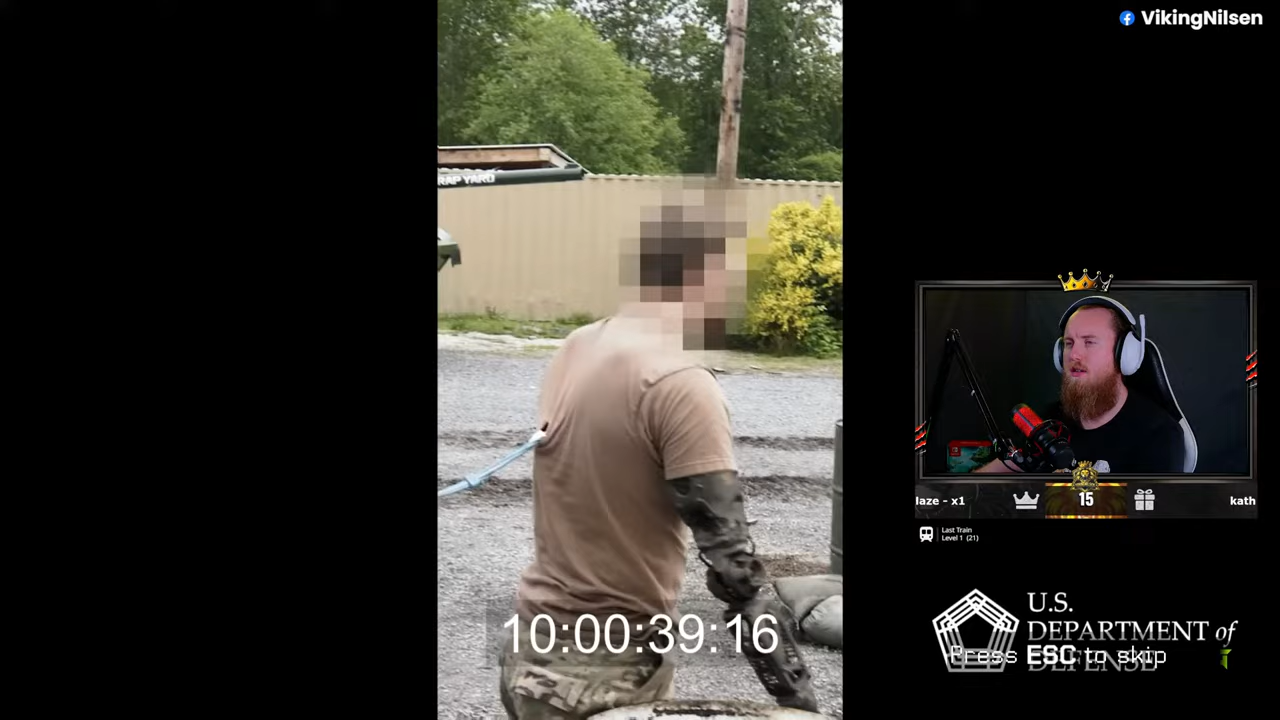 VikingNilsen
RAP YARD
10:00:39:16
laze - x1
15
kath
Last Train
Level 1 (21)
U.S.
DEPARTMENT of
DEFENSE
Press ESC to skip